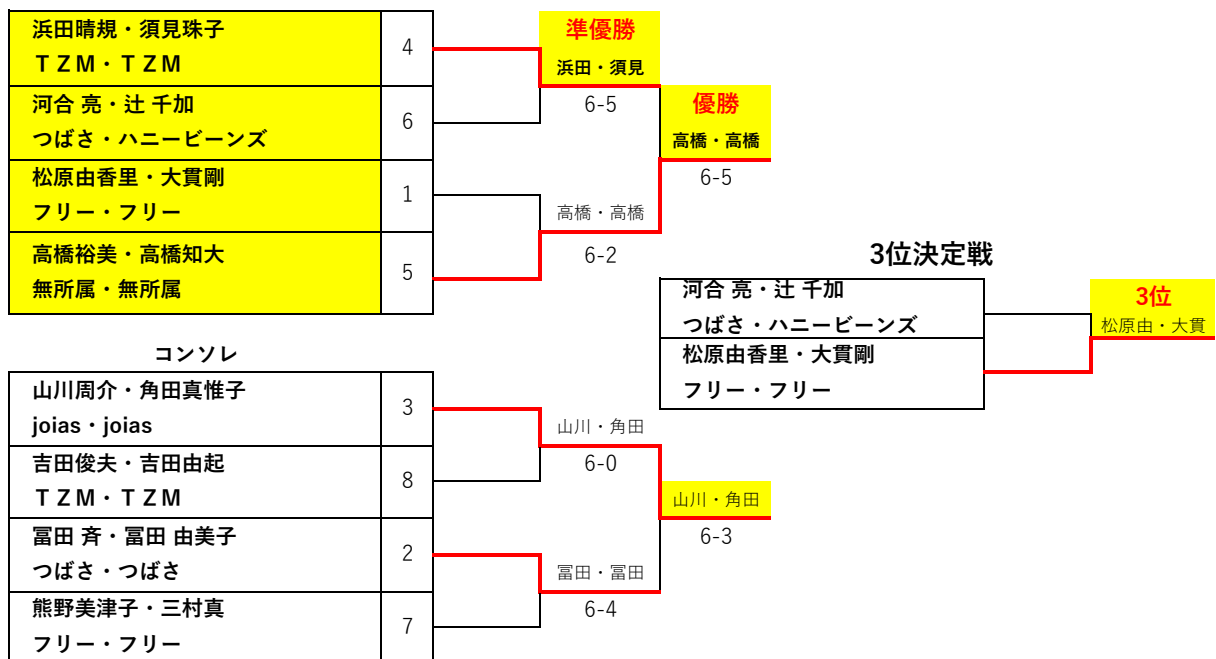 浜田晴規・須見珠子
ＴＺＭ・ＴＺＭ
4
河合 亮・辻 千加
つばさ・ハニービーンズ
6
松原由香里・大貫剛
フリー・フリー
1
高橋裕美・高橋知大
無所属・無所属
5
準優勝
浜田・須見
6-5
高橋・高橋
6-2
優勝
高橋・高橋
6-5
3位決定戦
河合 亮・辻 千加
つばさ・ハニービーンズ
松原由香里・大貫剛
フリー・フリー
3位
松原由・大貫
コンソレ
山川周介・角田真惟子
joias・joias
3
吉田俊夫・吉田由起
ＴＺＭ・ＴＺＭ
8
冨田 斉・冨田 由美子
つばさ・つばさ
2
熊野美津子・三村真
フリー・フリー
7
山川・角田
6-0
冨田・冨田
6-4
山川・角田
6-3